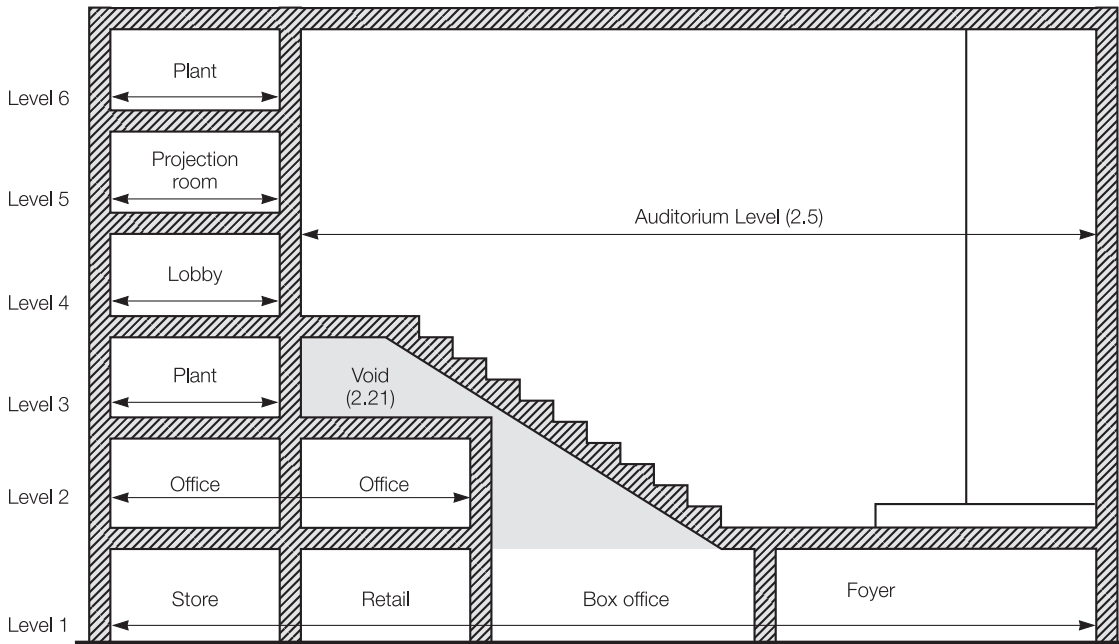 Plant
Level 6
Projection
room
Level 5
Auditorium Level (2.5)
Lobby
Level 4
Plant
Void
(2.21)
Level 3
Office
Office
Level 2
Store
Retail
Box office
Foyer
Level 1